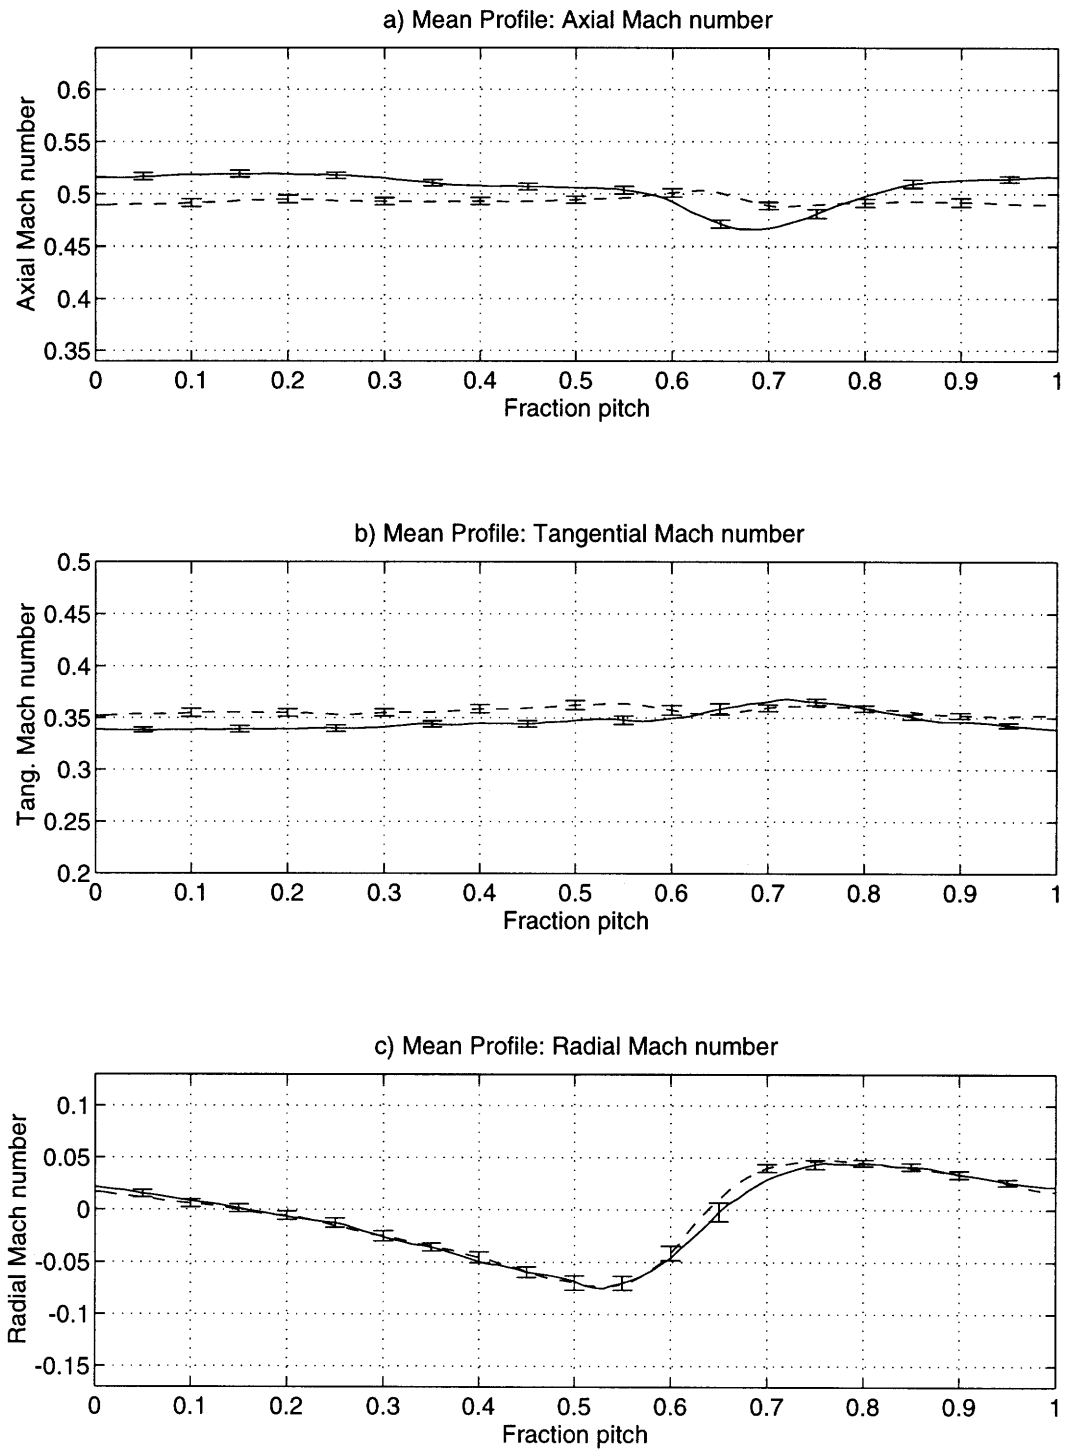 a) Mean Profile: Axial Mach number
Axial Mach number
0.6
0.55
0.5
0.45
0.4
0.35
0 0.1 0.2 0.3 0.4 0.5 0.6 0.7 0.8 0.9 1
Fraction pitch
b) Mean Profile: Tangential Mach number
Tang. Mach number
0.5
0.45
0.4
0.35
0.3
0.25
0.2
0 0.1 0.2 0.3 0.4 0.5 0.6 0.7 0.8 0.9 1
Fraction pitch
c) Mean Profile: Radial Mach number
Radial Mach number
0.1
0.05
0
-0.05
-0.1
-0.15
0 0.1 0.2 0.3 0.4 0.5 0.6 0.7 0.8 0.9 1
Fraction pitch